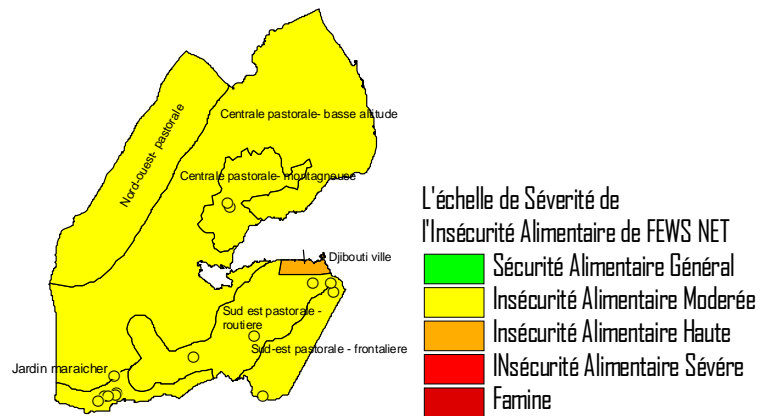 Centrale pastorale- basse altitude
Nord-ouest- pastorale
Centrale pastorale- montagneuse
L'échelle de Séverité de
l'Insécurité Alimentaire de FEWS NET
Djibouti ville
Sécurité Alimentaire Général
Insécurité Alimentaire Moderée
Sud est pastorale -
routiere
Insécurité Alimentaire Haute
Sud-est pastorale - frontaliere
Jardin maraicher
INsécurité Alimentaire Sévére
Famine